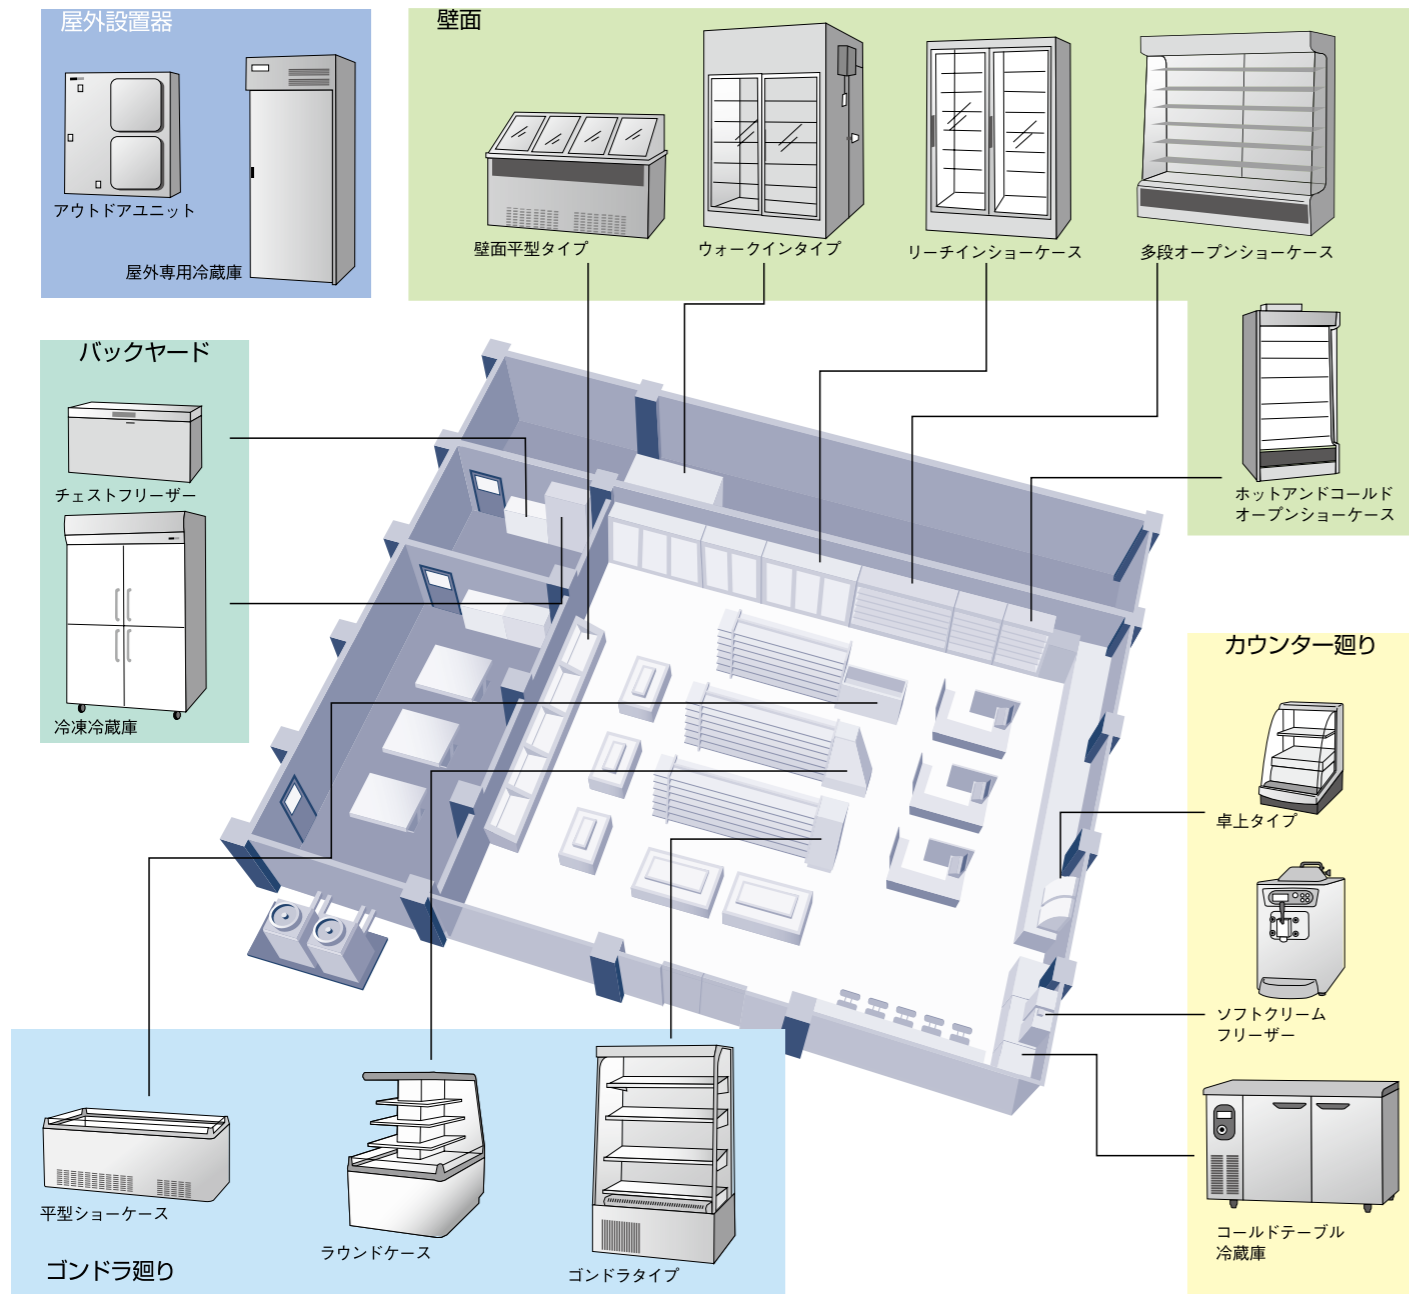 屋外設置器
アウトドアユニット
屋外専用冷蔵庫
壁面
壁面平型タイプ
ウォークインタイプ
リーチインショーケース
多段オープンショーケース
ホットアンドコールド
オープンショーケース
バックヤード
チェストフリーザー
冷凍冷蔵庫
カウンター廻り
卓上タイプ
ソフトクリーム
フリーザー
コールドテーブル
冷蔵庫
平型ショーケース
ラウンドケース
ゴンドラタイプ
ゴンドラ廻り